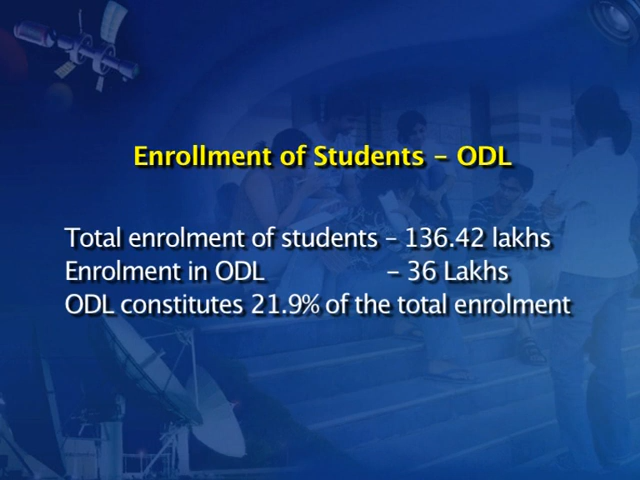 Enrollment of Students – ODL
Total enrolment of students – 136.42 lakhs
Enrolment in ODL – 36 Lakhs
ODL constitutes 21.9% of the total enrolment